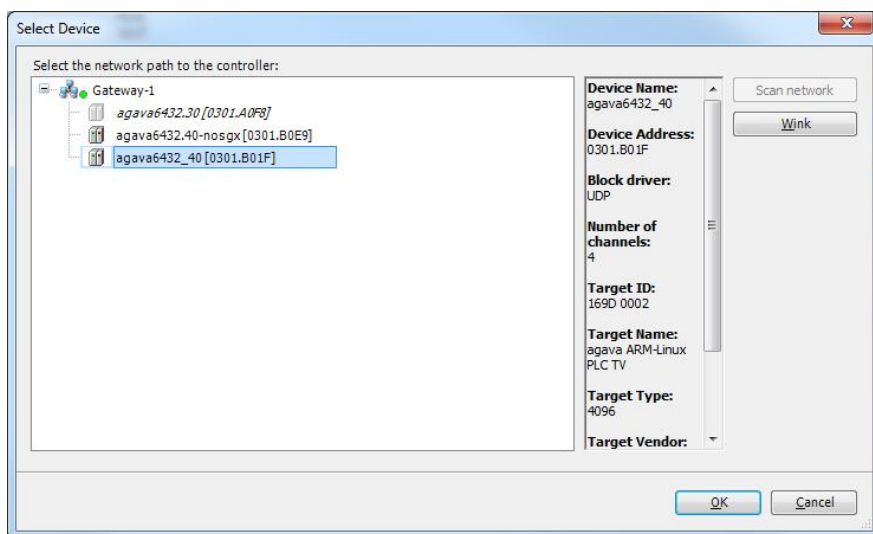 Select Device
Select the network path to the controller:
Gateway-1
agava6432.30 [0301.A0F8]
agava6432.40-nosgx [0301.B0E9]
agava6432_40 [0301.B01F]
Device Name:
agava6432_40
Device Address:
0301.B01F
Block driver:
UDP
Number of
channels:
4
Target ID:
169D 0002
Target Name:
agava ARM-Linux
PLC TV
Target Type:
4096
Target Vendor:
Scan network
Wink
OK
Cancel